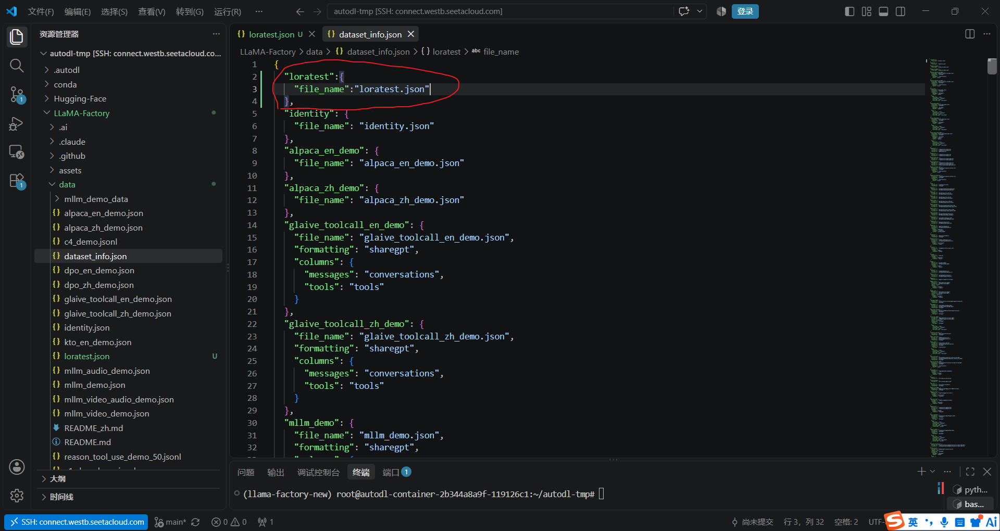 文件(F) 编辑(E) 选择(S) 查看(V) 转到(G) 运行(R) ··· autodl-tmp [SSH: connect.westb.seetacloud.com] 登录
资源管理器
autodl-tmp [SSH: connect.westb.seetacloud.co...
.autodl
conda
Hugging-Face
LLaMA-Factory
.ai
.claude
.github
assets
data
mllm_demo_data
alpaca_en_demo.json
alpaca_zh_demo.json
c4_demo.jsonl
dataset_info.json
dpo_en_demo.json
dpo_zh_demo.json
glaive_toolcall_en_demo.json
glaive_toolcall_zh_demo.json
identity.json
kto_en_demo.json
loratest.json U
mllm_audio_demo.json
mllm_demo.json
mllm_video_audio_demo.json
mllm_video_demo.json
README_zh.md
README.md
reason_tool_use_demo_50.jsonl
大纲
时间线
1
1
loratest.json U dataset_info.json
LLaMA-Factory > data > {} dataset_info.json > {} loratest > abc file_name
1 {
2 "loratest":{
3 "file_name":"loratest.json"
4 },
5 "identity": {
6 "file_name": "identity.json"
7 },
8 "alpaca_en_demo": {
9 "file_name": "alpaca_en_demo.json"
10 },
11 "alpaca_zh_demo": {
12 "file_name": "alpaca_zh_demo.json"
13 },
14 "glaive_toolcall_en_demo": {
15 "file_name": "glaive_toolcall_en_demo.json",
16 "formatting": "sharegpt",
17 "columns": {
18 "messages": "conversations",
19 "tools": "tools"
20 }
21 },
22 "glaive_toolcall_zh_demo": {
23 "file_name": "glaive_toolcall_zh_demo.json",
24 "formatting": "sharegpt",
25 "columns": {
26 "messages": "conversations",
27 "tools": "tools"
28 }
29 },
30 "mllm_demo": {
31 "file_name": "mllm_demo.json",
32 "formatting": "sharegpt",
问题 输出 调试控制台 终端 端口 1
(llama-factory-new) root@autodl-container-2b344a8a9f-119126c1:~/autodl-tmp#
pyth...
bas...
SSH: connect.westb.seetacloud.com main* 0 0 1 尚未提交 行 3，列 32 空格: 2 UTF- 英 Ai